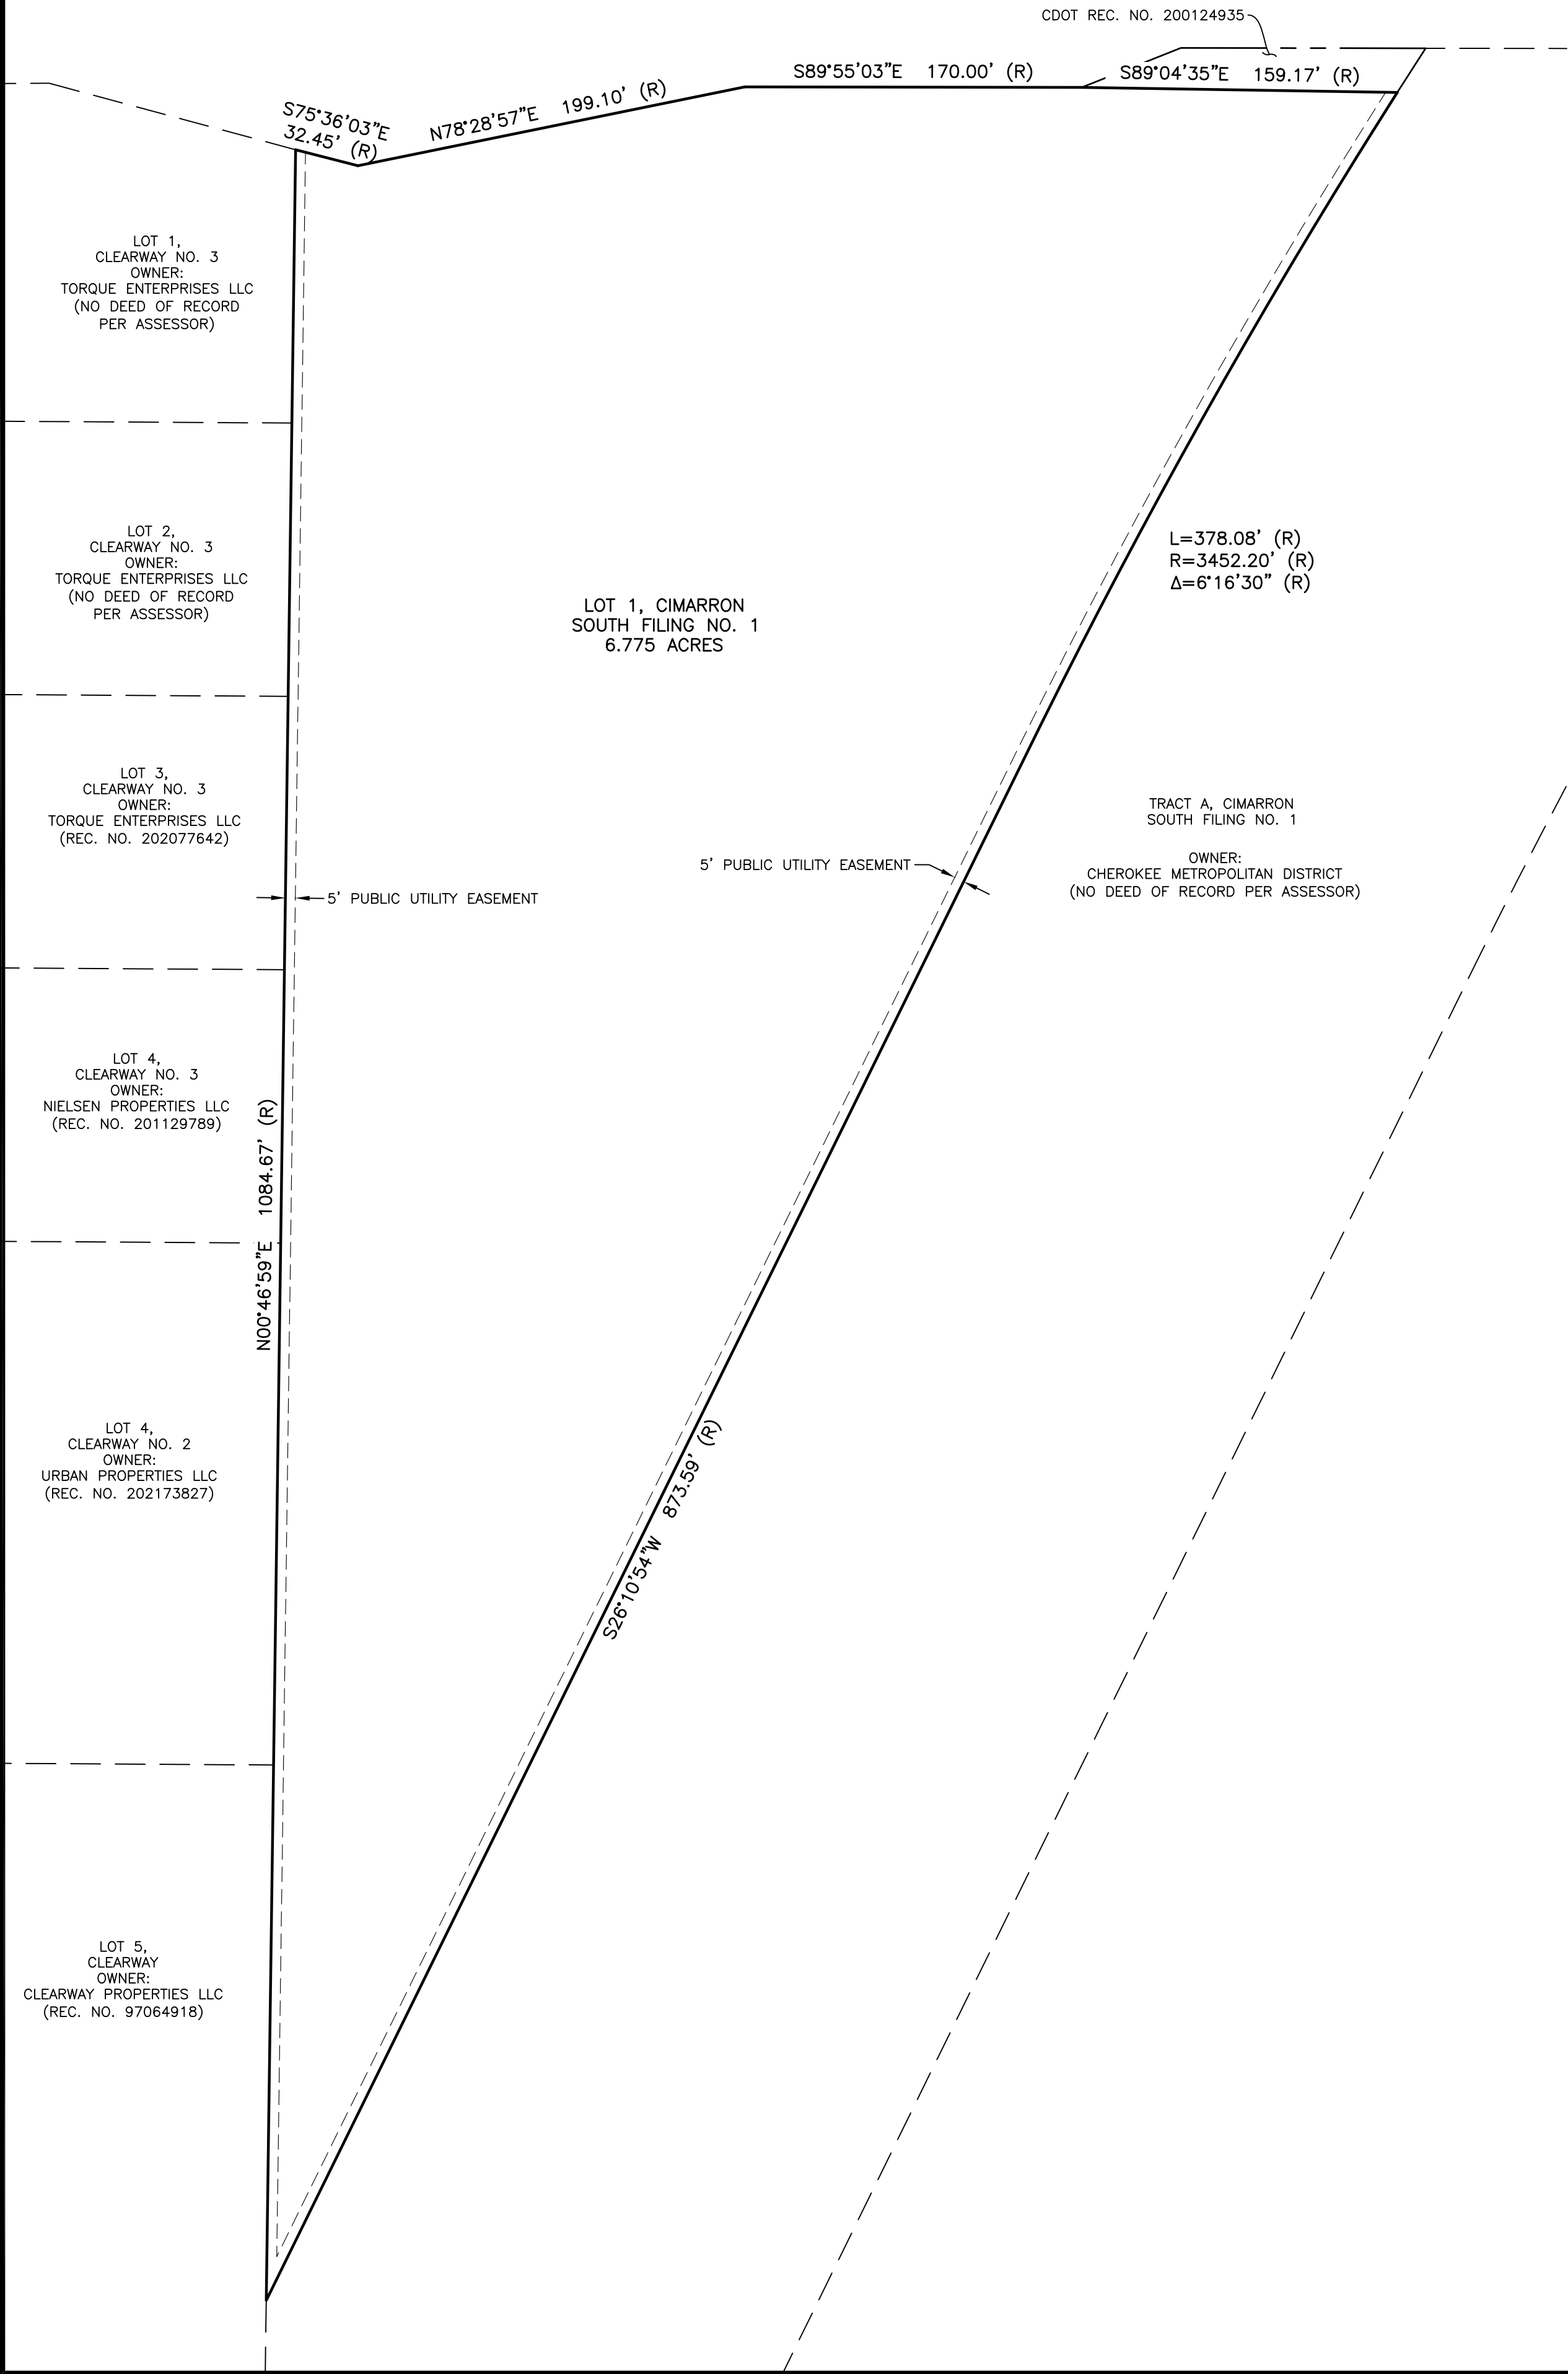 CDOT REC. NO. 200124935
S89°55'03"E 170.00' (R)
S89°04'35"E 159.17' (R)
S75°36'03"E
32.45' (R)
N78°28'57"E 199.10' (R)
LOT 1,
CLEARWAY NO. 3
OWNER:
TORQUE ENTERPRISES LLC
(NO DEED OF RECORD
PER ASSESSOR)
LOT 2,
CLEARWAY NO. 3
OWNER:
TORQUE ENTERPRISES LLC
(NO DEED OF RECORD
PER ASSESSOR)
L=378.08' (R)
R=3452.20' (R)
Δ=6°16'30" (R)
LOT 1, CIMARRON
SOUTH FILING NO. 1
6.775 ACRES
LOT 3,
CLEARWAY NO. 3
OWNER:
TORQUE ENTERPRISES LLC
(REC. NO. 202077642)
TRACT A, CIMARRON
SOUTH FILING NO. 1
OWNER:
CHEROKEE METROPOLITAN DISTRICT
(NO DEED OF RECORD PER ASSESSOR)
5' PUBLIC UTILITY EASEMENT
5' PUBLIC UTILITY EASEMENT
LOT 4,
CLEARWAY NO. 3
OWNER:
NIELSEN PROPERTIES LLC
(REC. NO. 201129789)
N00°46'59"E 1084.67' (R)
LOT 4,
CLEARWAY NO. 2
OWNER:
URBAN PROPERTIES LLC
(REC. NO. 202173827)
S26°10'54"W 873.59' (R)
LOT 5,
CLEARWAY
OWNER:
CLEARWAY PROPERTIES LLC
(REC. NO. 97064918)